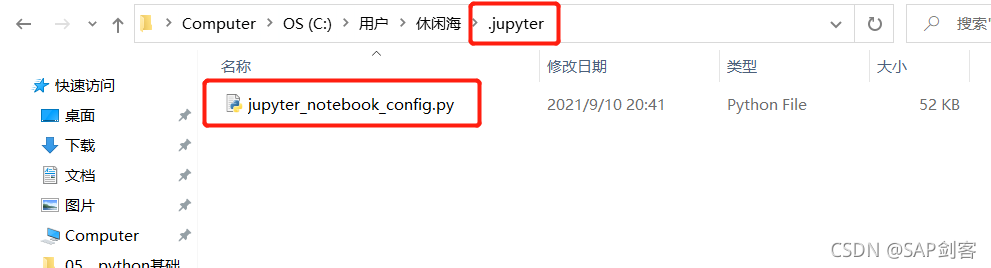 Computer > OS (C:) > 用户 > 休闲海 > .jupyter
搜索"
名称 修改日期 类型 大小
快速访问
jupyter_notebook_config.py 2021/9/10 20:41 Python File 52 KB
桌面
下载
文档
图片
Computer
05、python基础
CSDN @SAP剑客